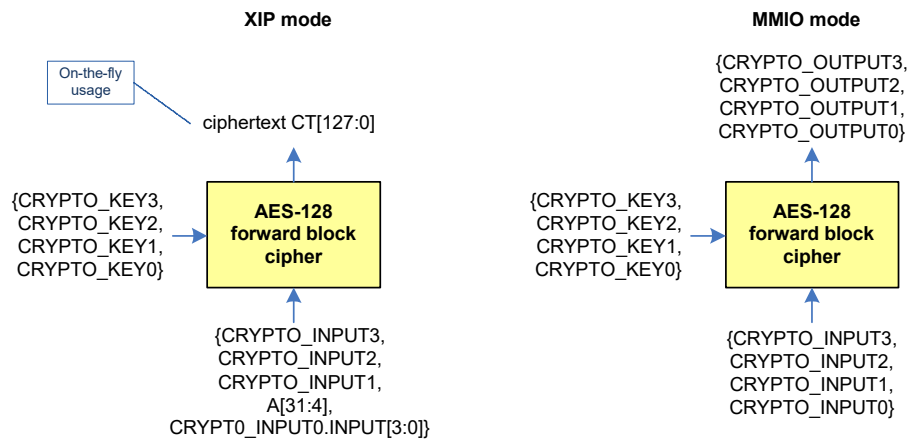 XIP mode
On-the-fly
usage
ciphertext CT[127:0]
{CRYPTO_KEY3,
CRYPTO_KEY2,
CRYPTO_KEY1,
CRYPTO_KEY0}
AES-128
forward block
cipher
{CRYPTO_INPUT3,
CRYPTO_INPUT2,
CRYPTO_INPUT1,
A[31:4],
CRYPT0_INPUT0.INPUT[3:0]}
MMIO mode
{CRYPTO_OUTPUT3,
CRYPTO_OUTPUT2,
CRYPTO_OUTPUT1,
CRYPTO_OUTPUT0}
{CRYPTO_KEY3,
CRYPTO_KEY2,
CRYPTO_KEY1,
CRYPTO_KEY0}
AES-128
forward block
cipher
{CRYPTO_INPUT3,
CRYPTO_INPUT2,
CRYPTO_INPUT1,
CRYPTO_INPUT0}